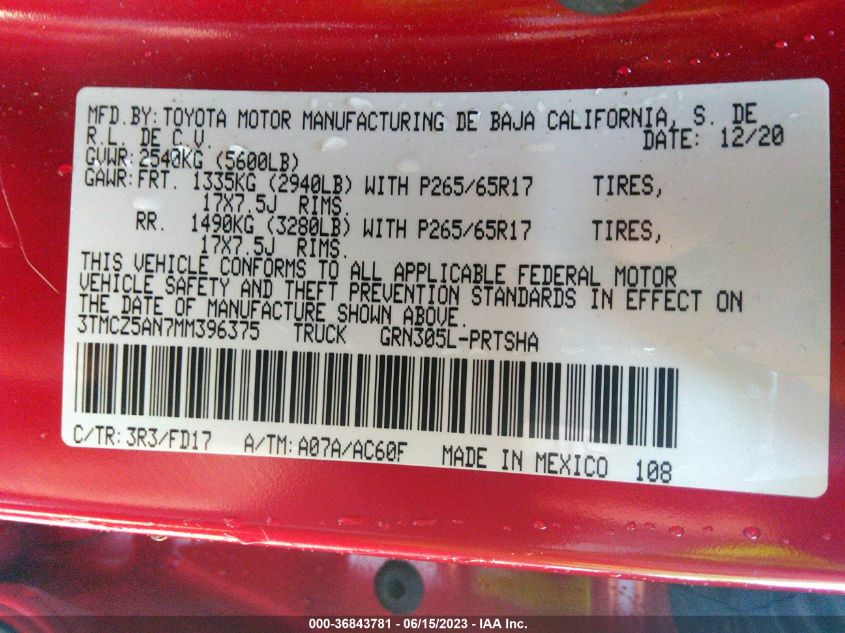 MFD.BY:TOYOTA MOTOR MANUFACTURING DE BAJA CALIFORNIA, S. DE
R.L. DE C.V. DATE: 12/20
GVWR:2540KG (5600LB)
GAWR:FRT. 1335KG (2940LB) WITH P265/65R17 TIRES,
17X7.5J RIMS.
RR. 1490KG (3280LB) WITH P265/65R17 TIRES,
17X7.5J RIMS.
THIS VEHICLE CONFORMS TO ALL APPLICABLE FEDERAL MOTOR
VEHICLE SAFETY AND THEFT PREVENTION STANDARDS IN EFFECT ON
THE DATE OF MANUFACTURE SHOWN ABOVE.
3TMCZ5AN7MM396375 TRUCK GRN305L-PRTSHA
C/TR:3R3/FD17 A/TM:A07A/AC60F MADE IN MEXICO 108
000-36843781 - 06/15/2023 - IAA Inc.